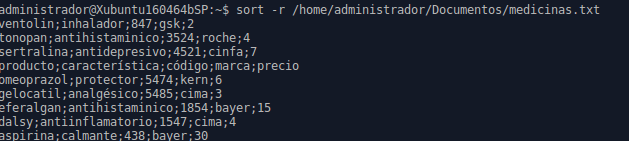 administrador@Xubuntu160464bSP:~$ sort -r /home/administrador/Documentos/medicinas.txt
ventolin;inhalador;847;gsk;2
tonopan;antihistaminico;3524;roche;4
sertralina;antidepresivo;4521;cinfa;7
producto;característica;código;marca;precio
omeoprazol;protector;5474;kern;6
gelocatil;analgésico;5485;cima;3
eferalgan;antihistaminico;1854;bayer;15
dalsy;antiinflamatorio;1547;cima;4
aspirina;calmante;438;bayer;30